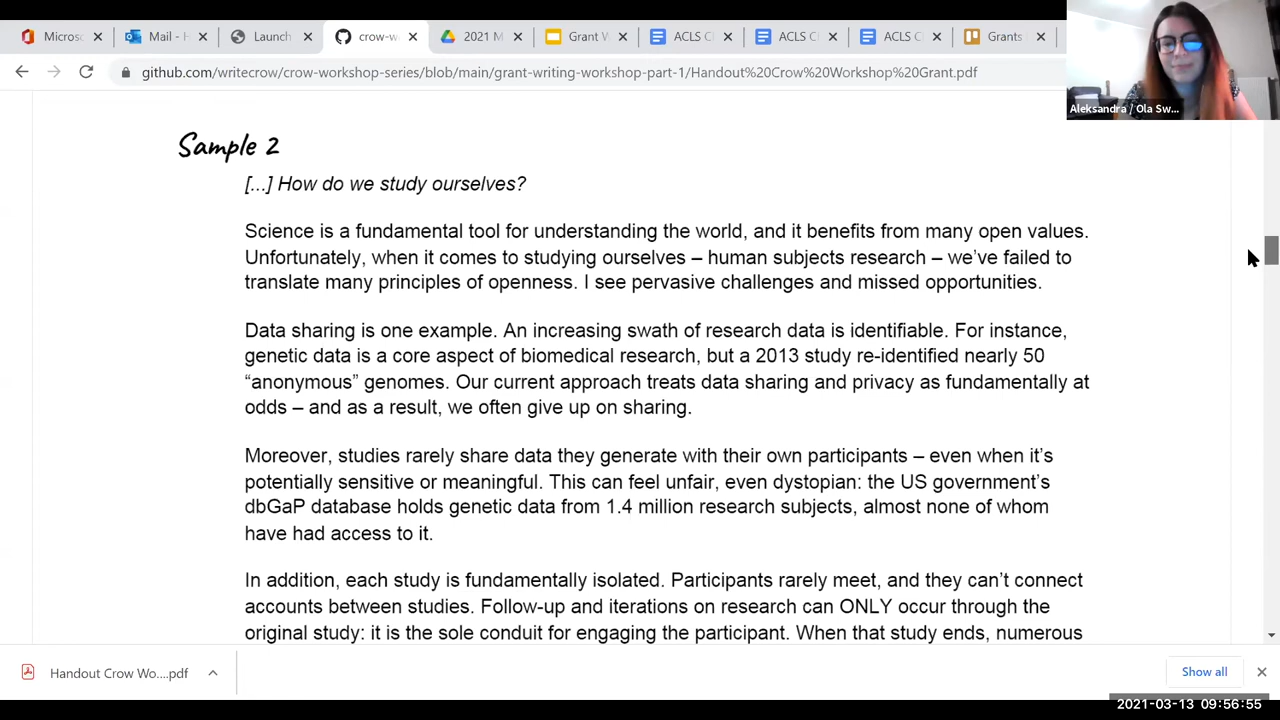 Microsc
Mail - H
Launch
crow-w
2021 M
Grant W
ACLS C
ACLS C
ACLS C
Grants
github.com/writecrow/crow-workshop-series/blob/main/grant-writing-workshop-part-1/Handout%20Crow%20Workshop%20Grant.pdf
Aleksandra / Ola Sw...
Sample 2
[...] How do we study ourselves?
Science is a fundamental tool for understanding the world, and it benefits from many open values.
Unfortunately, when it comes to studying ourselves – human subjects research – we've failed to
translate many principles of openness. I see pervasive challenges and missed opportunities.
Data sharing is one example. An increasing swath of research data is identifiable. For instance,
genetic data is a core aspect of biomedical research, but a 2013 study re-identified nearly 50
“anonymous” genomes. Our current approach treats data sharing and privacy as fundamentally at
odds – and as a result, we often give up on sharing.
Moreover, studies rarely share data they generate with their own participants – even when it's
potentially sensitive or meaningful. This can feel unfair, even dystopian: the US government's
dbGaP database holds genetic data from 1.4 million research subjects, almost none of whom
have had access to it.
In addition, each study is fundamentally isolated. Participants rarely meet, and they can't connect
accounts between studies. Follow-up and iterations on research can ONLY occur through the
original study: it is the sole conduit for engaging the participant. When that study ends, numerous
Handout Crow Wo....pdf
Show all
2021-03-13 09:56:55